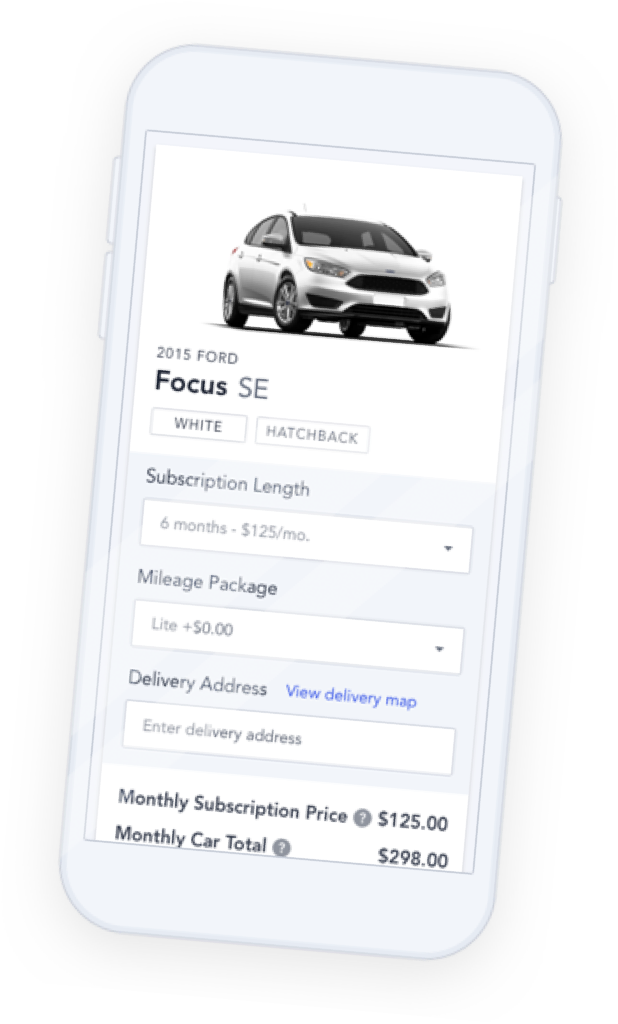 2015 FORD
Focus SE
WHITE HATCHBACK
Subscription Length
6 months - $125/mo.
Mileage Package
Lite +$0.00
Delivery Address View delivery map
Enter delivery address
Monthly Subscription Price ? $125.00
Monthly Car Total ? $298.00